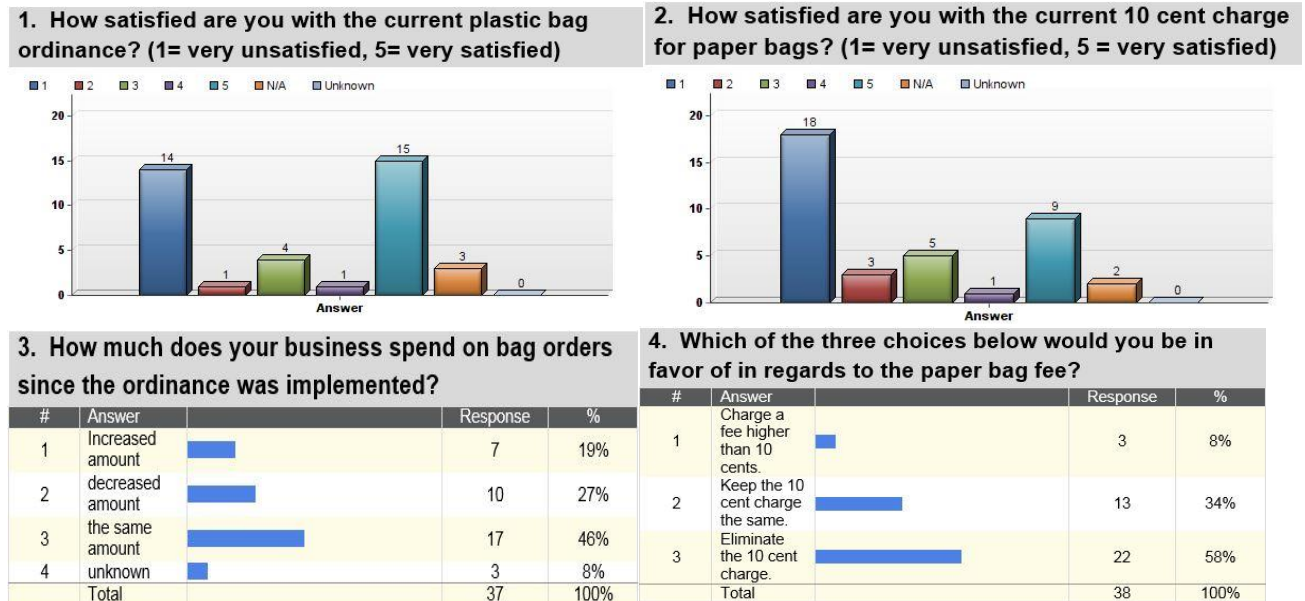 1. How satisfied are you with the current plastic bag
ordinance? (1= very unsatisfied, 5= very satisfied)
1 2 3 4 5 N/A Unknown
20
15
10
5
0
14
1
4
1
15
3
0
Answer
2. How satisfied are you with the current 10 cent charge
for paper bags? (1= very unsatisfied, 5 = very satisfied)
1 2 3 4 5 N/A Unknown
20
15
10
5
0
18
3
5
1
9
2
0
Answer
3. How much does your business spend on bag orders
since the ordinance was implemented?
# Answer Response %
1 Increased amount 7 19%
2 decreased amount 10 27%
3 the same amount 17 46%
4 unknown 3 8%
Total 37 100%
4. Which of the three choices below would you be in
favor of in regards to the paper bag fee?
# Answer Response %
1 Charge a fee higher than 10 cents. 3 8%
2 Keep the 10 cent charge the same. 13 34%
3 Eliminate the 10 cent charge. 22 58%
Total 38 100%